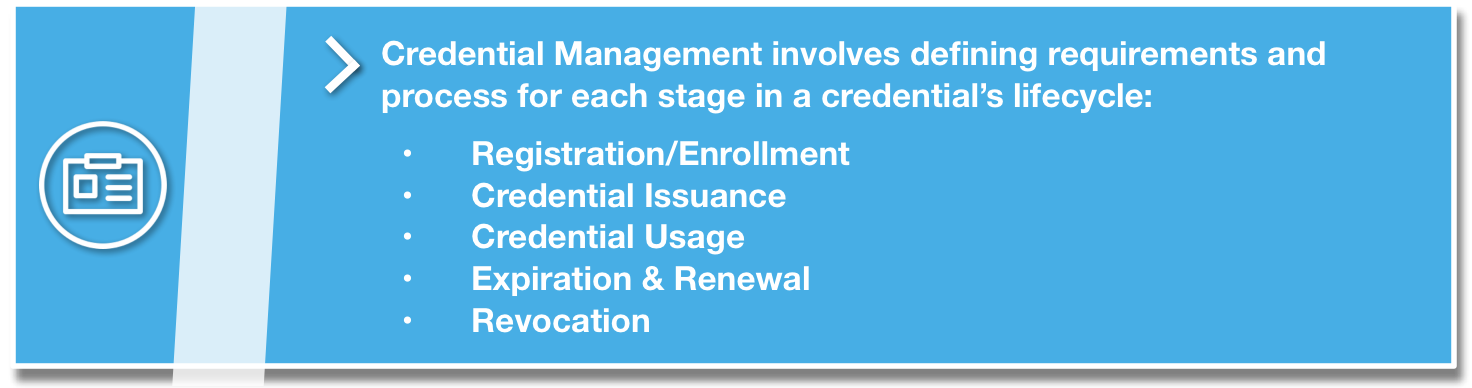 Credential Management involves defining requirements and
process for each stage in a credential’s lifecycle:
• Registration/Enrollment
• Credential Issuance
• Credential Usage
• Expiration & Renewal
• Revocation